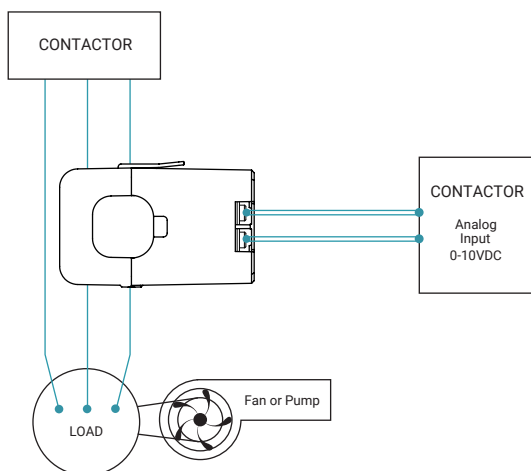 CONTACTOR
CONTACTOR
Analog
Input
0-10VDC
Fan or Pump
LOAD